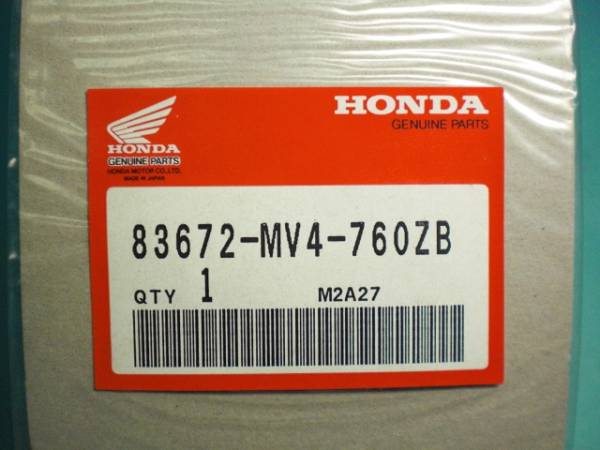 HONDA
GENUINE PARTS
HONDA
GENUINE PARTS
HONDA MOTOR CO.,LTD.
MADE IN JAPAN
83672-MV4-760ZB
QTY 1 M2A27